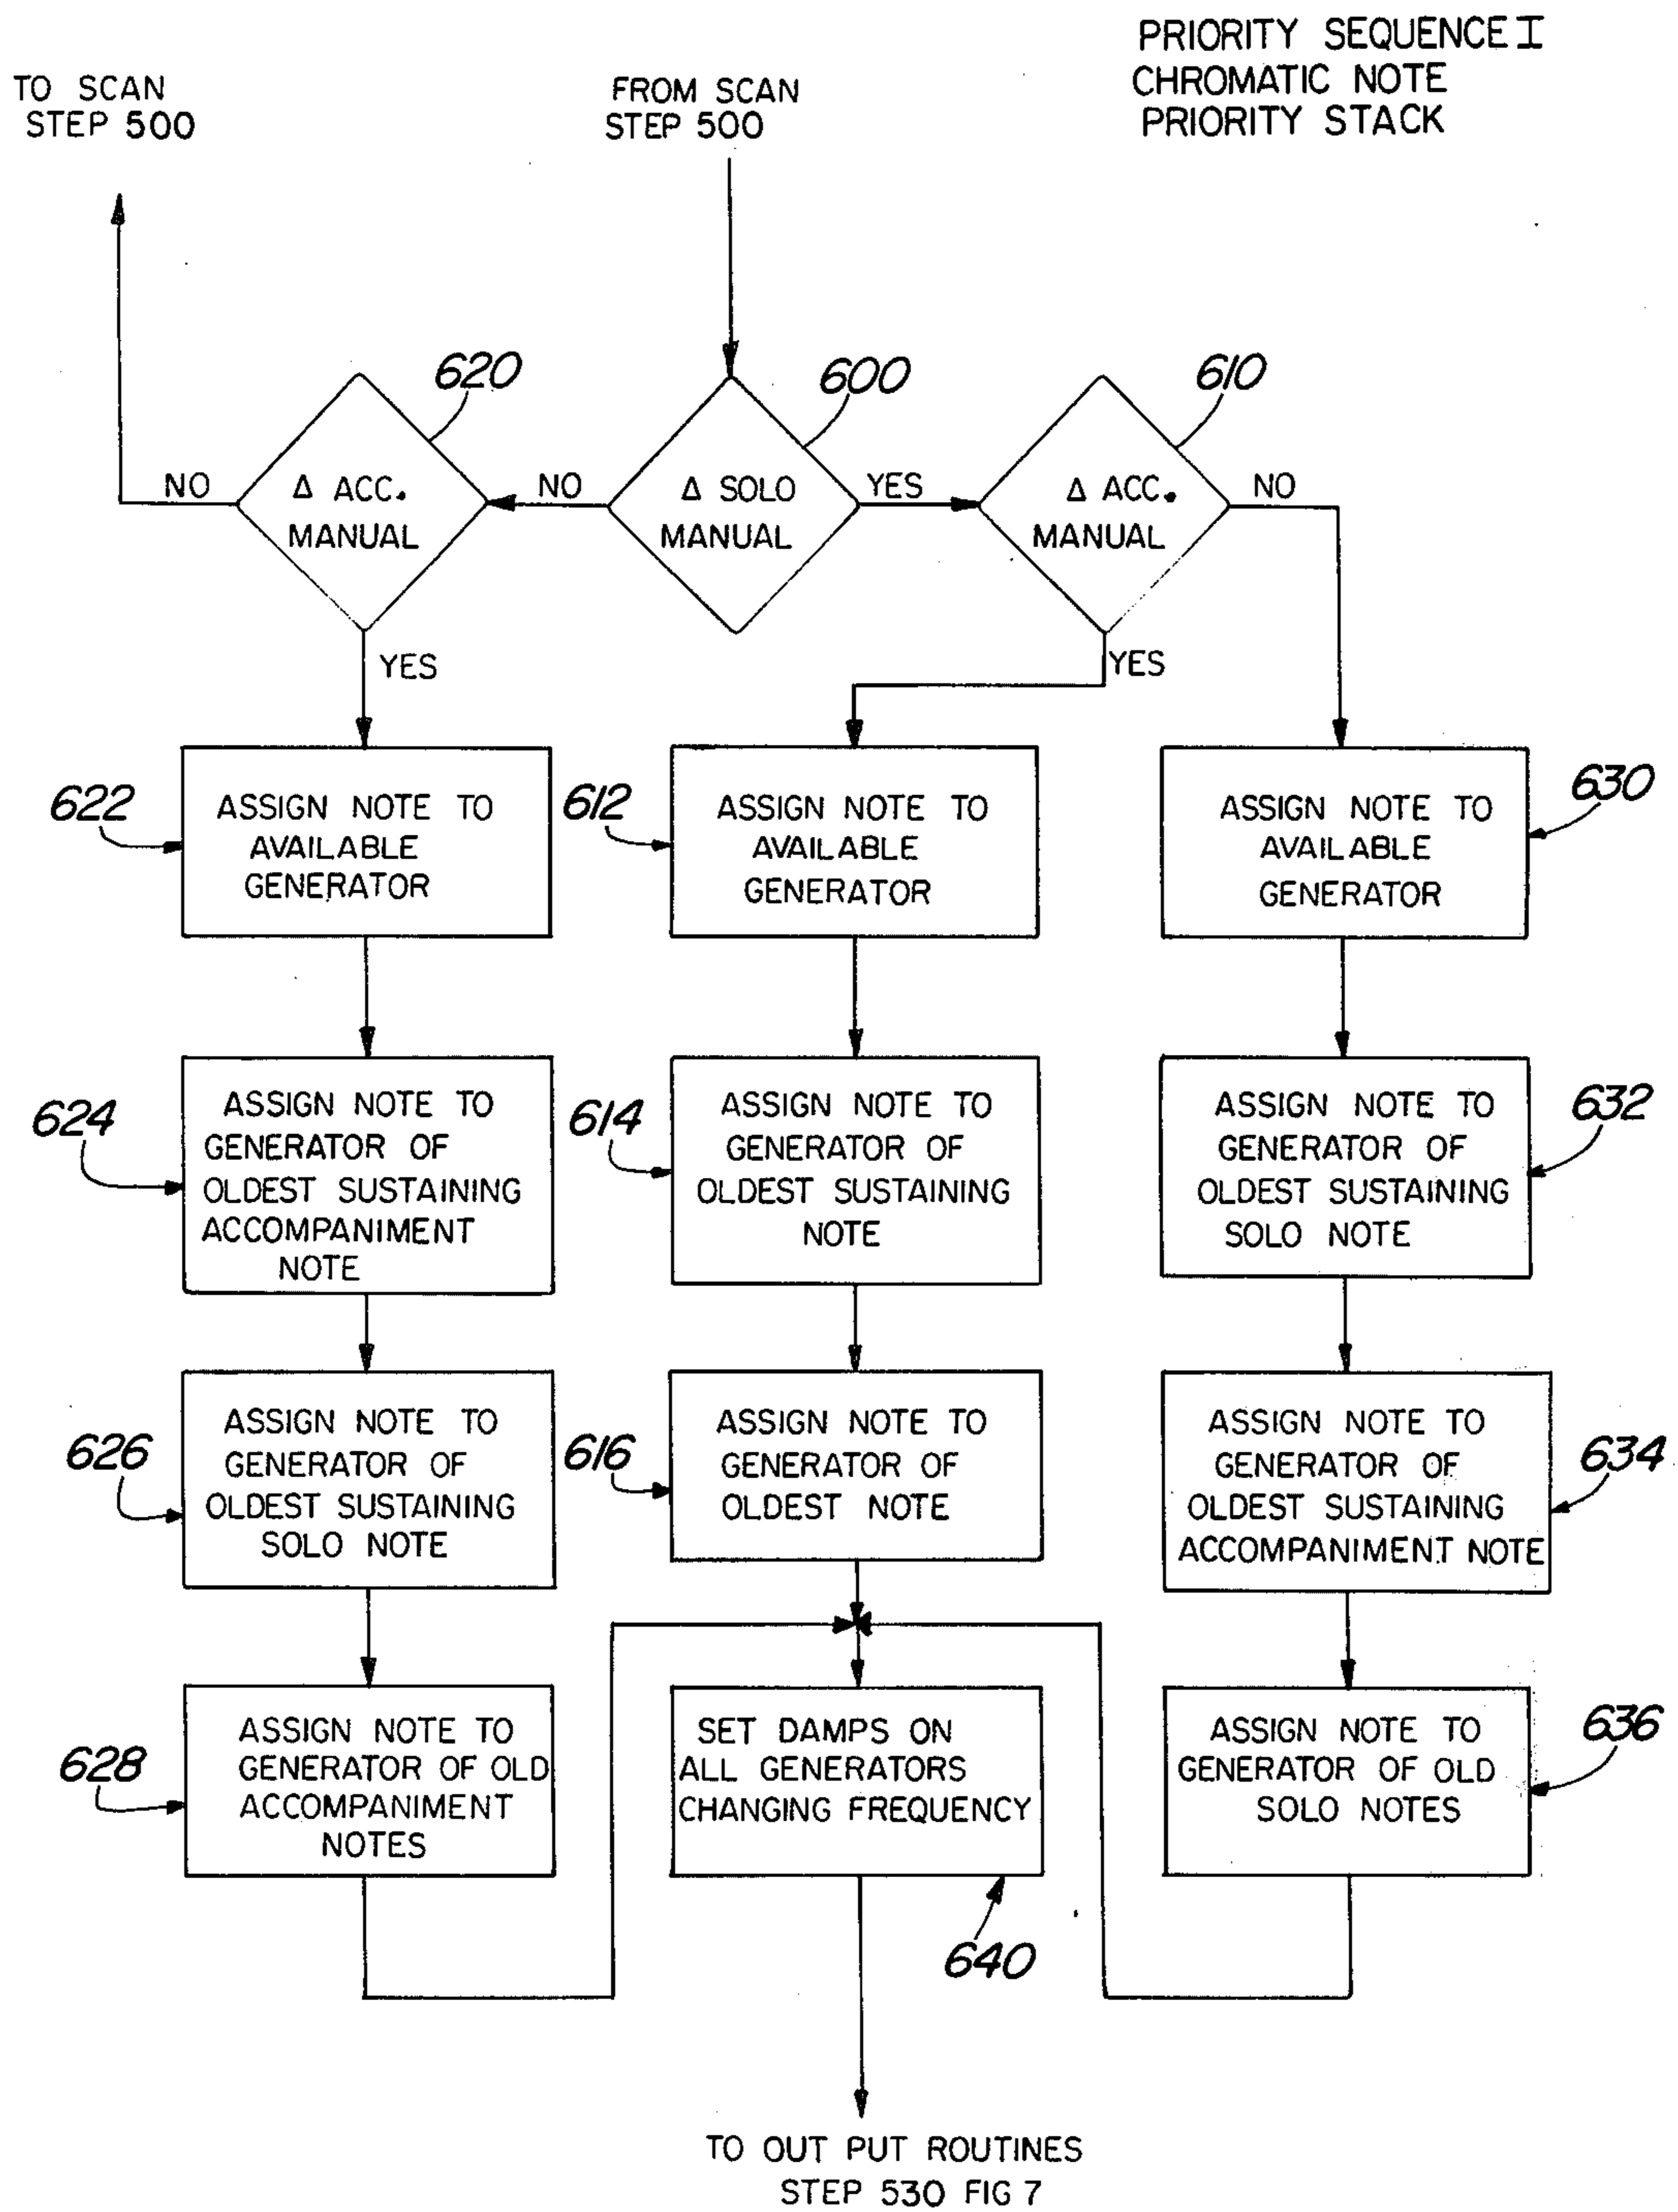 PRIORITY SEQUENCE I
CHROMATIC NOTE
PRIORITY STACK
TO SCAN
STEP 500
FROM SCAN
STEP 500
620
600
610
NO
Δ ACC.
MANUAL
NO
Δ SOLO
MANUAL
YES
Δ ACC.
MANUAL
NO
YES
YES
622
ASSIGN NOTE TO
AVAILABLE
GENERATOR
612
ASSIGN NOTE TO
AVAILABLE
GENERATOR
630
ASSIGN NOTE TO
AVAILABLE
GENERATOR
624
ASSIGN NOTE TO
GENERATOR OF
OLDEST SUSTAINING
ACCOMPANIMENT
NOTE
614
ASSIGN NOTE TO
GENERATOR OF
OLDEST SUSTAINING
NOTE
632
ASSIGN NOTE TO
GENERATOR OF
OLDEST SUSTAINING
SOLO NOTE
626
ASSIGN NOTE TO
GENERATOR OF
OLDEST SUSTAINING
SOLO NOTE
616
ASSIGN NOTE TO
GENERATOR OF
OLDEST NOTE
634
ASSIGN NOTE TO
GENERATOR OF
OLDEST SUSTAINING
ACCOMPANIMENT NOTE
628
ASSIGN NOTE TO
GENERATOR OF OLD
ACCOMPANIMENT
NOTES
SET DAMPS ON
ALL GENERATORS
CHANGING FREQUENCY
640
636
ASSIGN NOTE TO
GENERATOR OF OLD
SOLO NOTES
TO OUT PUT ROUTINES
STEP 530 FIG 7